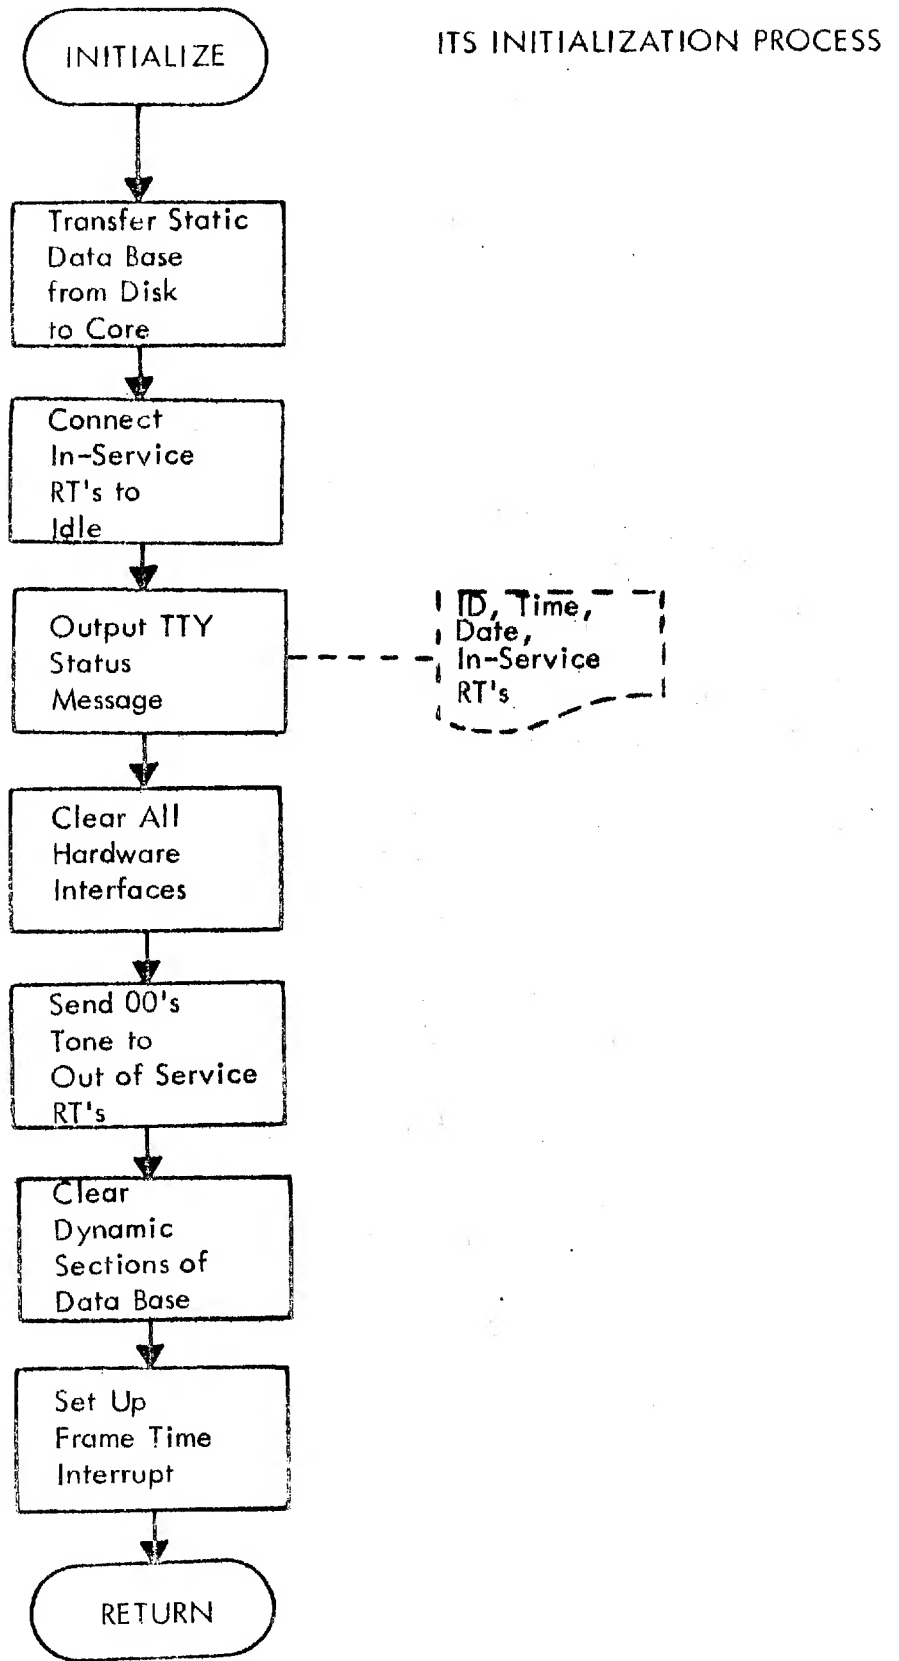 INITIALIZE
ITS INITIALIZATION PROCESS
Transfer Static
Data Base
from Disk
to Core
Connect
In-Service
RT's to
Idle
Output TTY
Status
Message
ID, Time,
Date,
In-Service
RT's
Clear All
Hardware
Interfaces
Send 00's
Tone to
Out of Service
RT's
Clear
Dynamic
Sections of
Data Base
Set Up
Frame Time
Interrupt
RETURN